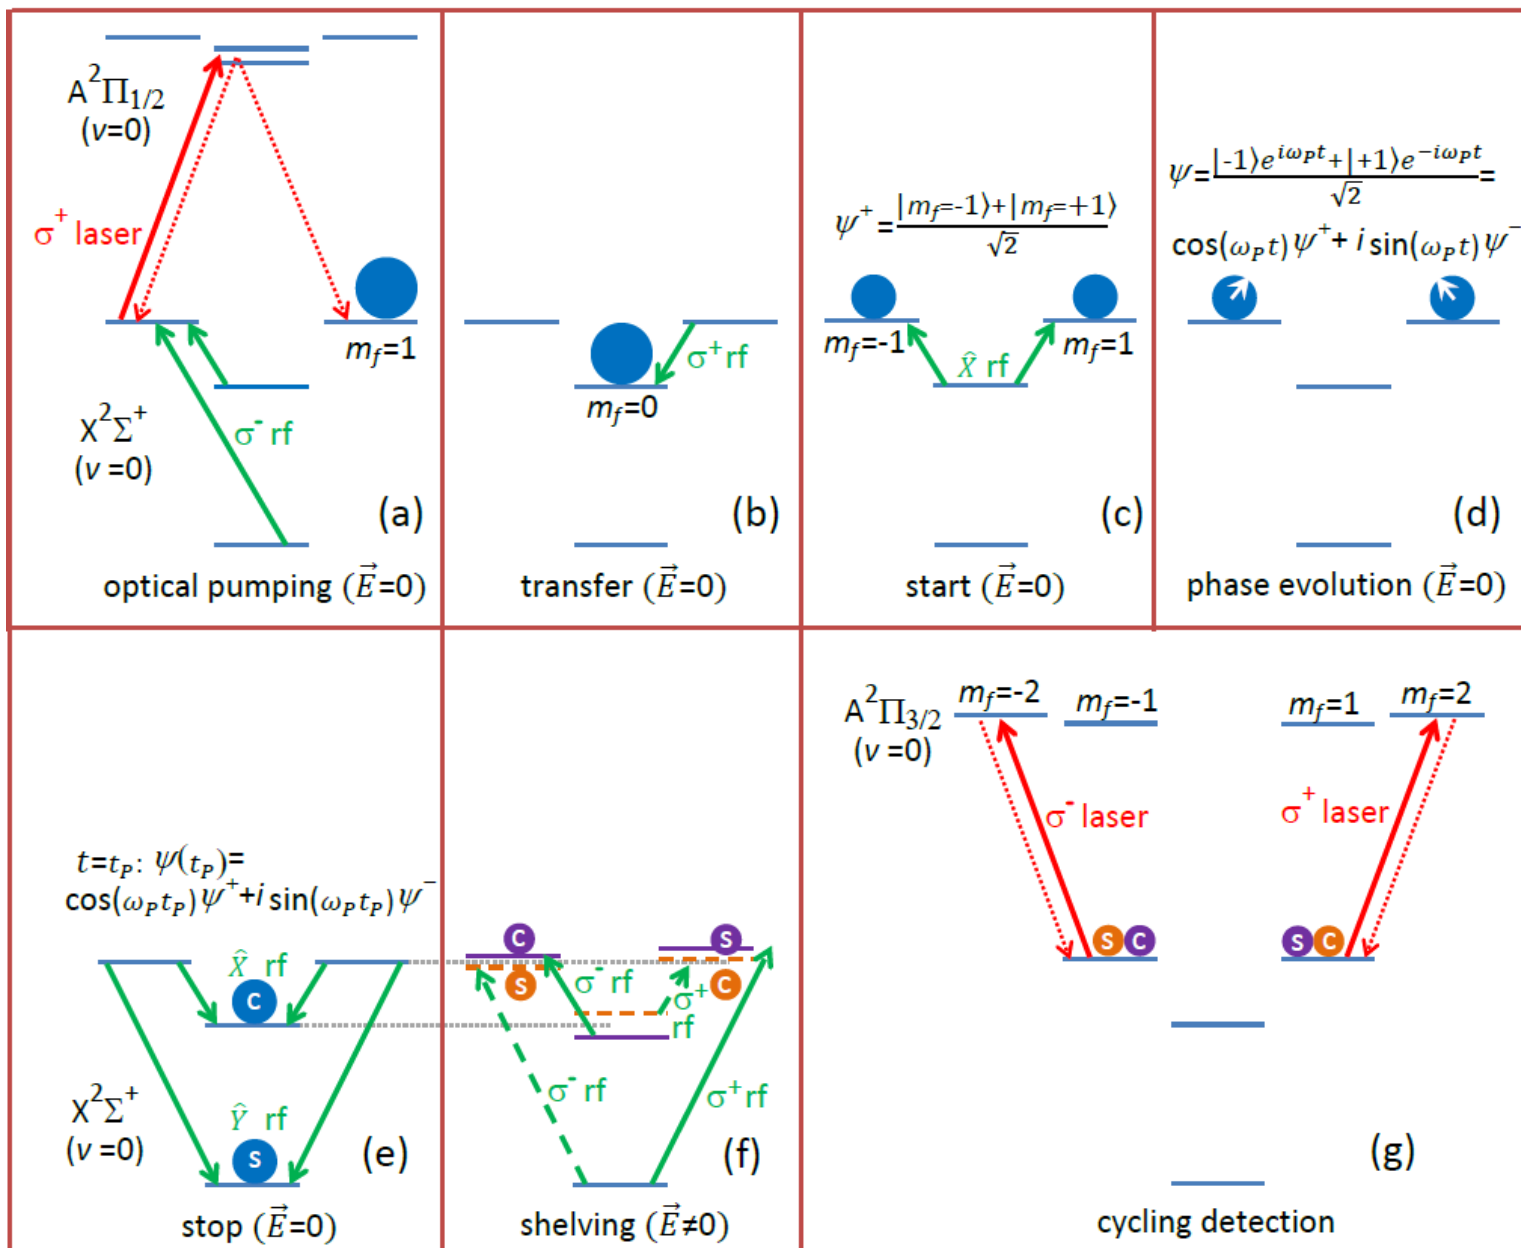 A²Π₁/₂
(v=0)
σ⁺ laser
m_f=1
X²Σ⁺
(v =0)
σ⁻ rf
(a)
optical pumping (E⃗=0)
σ⁺ rf
m_f=0
(b)
transfer (E⃗=0)
ψ⁺=(|m_f=-1⟩+|m_f=+1⟩)/√2
m_f=-1
m_f=1
X̂ rf
(c)
start (E⃗=0)
ψ=(|-1⟩e^{iω_P t}+|+1⟩e^{-iω_P t})/√2=
cos(ω_P t)ψ⁺+ i sin(ω_P t)ψ⁻
(d)
phase evolution (E⃗=0)
t=t_P: ψ(t_P)=
cos(ω_P t_P)ψ⁺+i sin(ω_P t_P)ψ⁻
X̂ rf
C
X²Σ⁺
(v =0)
Ŷ rf
S
(e)
stop (E⃗=0)
C
S
S
C
σ⁻ rf
σ⁺
rf
σ⁻ rf
σ⁺ rf
(f)
shelving (E⃗≠0)
A²Π₃/₂
(v =0)
m_f=-2
m_f=-1
m_f=1
m_f=2
σ⁻ laser
σ⁺ laser
S C
S C
(g)
cycling detection